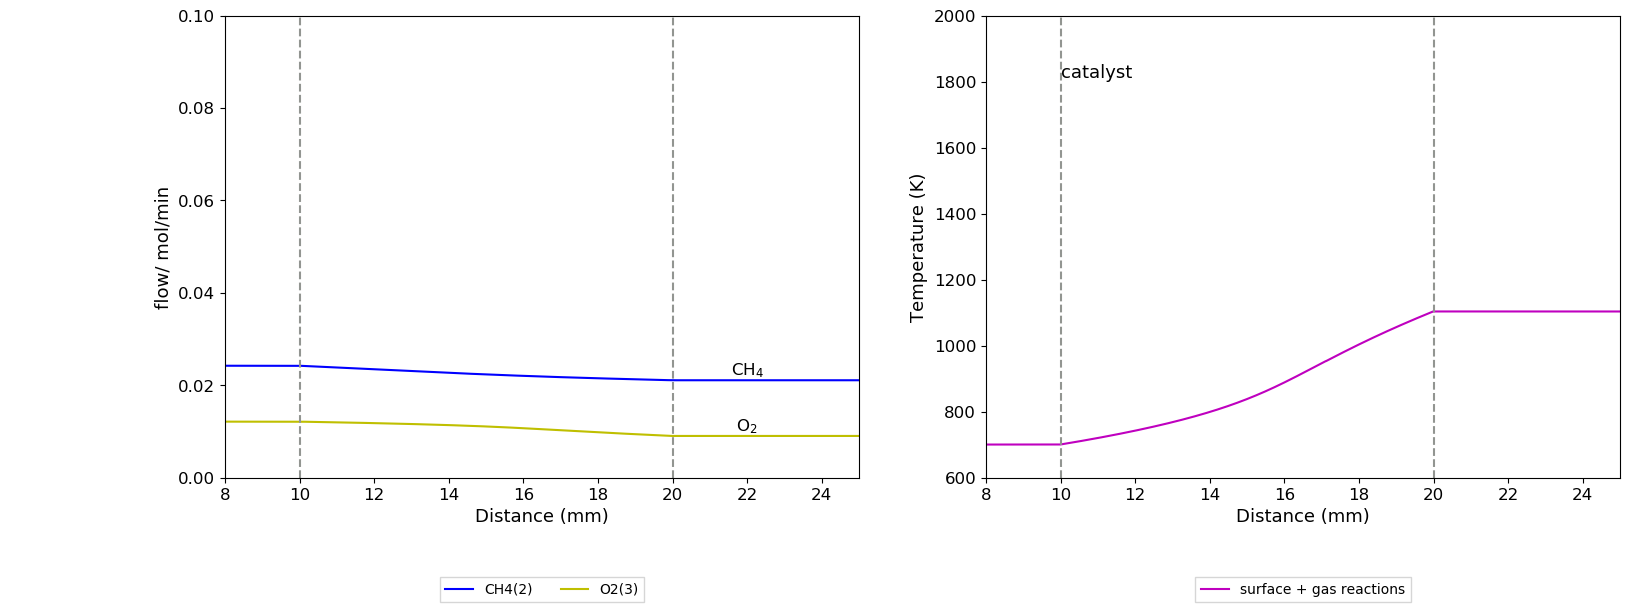 0.10
0.08
0.06
0.04
0.02
0.00
flow/ mol/min
CH₄
O₂
8 10 12 14 16 18 20 22 24
Distance (mm)
CH4(2) O2(3)
2000
1800
1600
1400
1200
1000
800
600
Temperature (K)
catalyst
8 10 12 14 16 18 20 22 24
Distance (mm)
surface + gas reactions